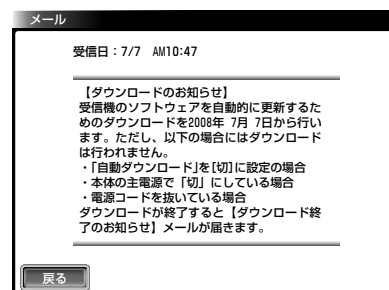 メール
受信日：7/7 AM10:47
【ダウンロードのお知らせ】
受信機のソフトウェアを自動的に更新するた
めのダウンロードを2008年 7月 7日から行い
ます。ただし、以下の場合にはダウンロード
は行われません。
・「自動ダウンロード」を[切]に設定の場合
・本体の主電源で「切」にしている場合
・電源コードを抜いている場合
ダウンロードが終了すると【ダウンロード終
了のお知らせ】メールが届きます。
戻る